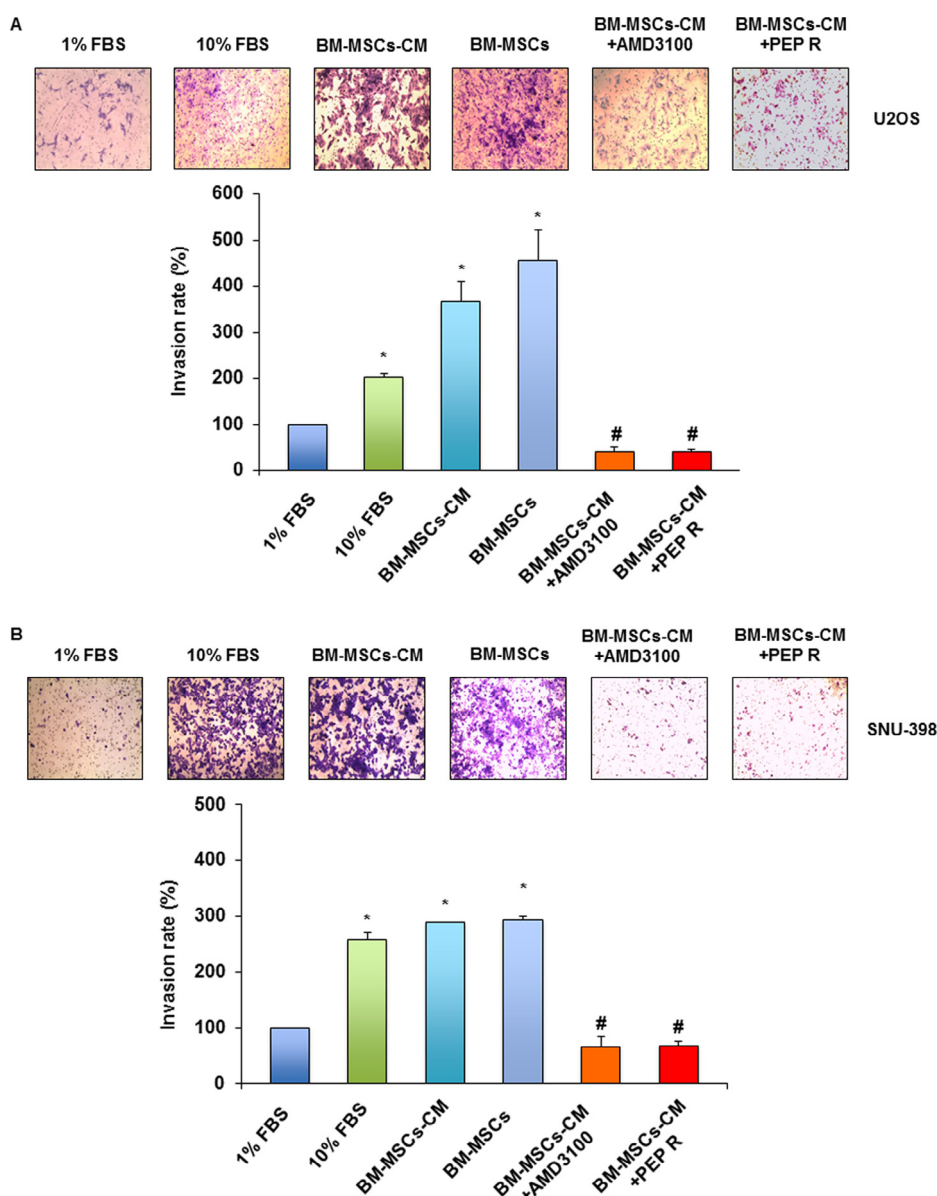 A
1% FBS
10% FBS
BM-MSCs-CM
BM-MSCs
BM-MSCs-CM
+AMD3100
BM-MSCs-CM
+PEP R
U2OS
Invasion rate (%)
600
500
400
300
200
100
0
*
*
*
#
#
1% FBS
10% FBS
BM-MSCs-CM
BM-MSCs
BM-MSCs-CM
+AMD3100
BM-MSCs-CM
+PEP R
B
1% FBS
10% FBS
BM-MSCs-CM
BM-MSCs
BM-MSCs-CM
+AMD3100
BM-MSCs-CM
+PEP R
SNU-398
Invasion rate (%)
500
400
300
200
100
0
*
*
*
#
#
1% FBS
10% FBS
BM-MSCs-CM
BM-MSCs
BM-MSCs-CM
+AMD3100
BM-MSCs-CM
+PEP R